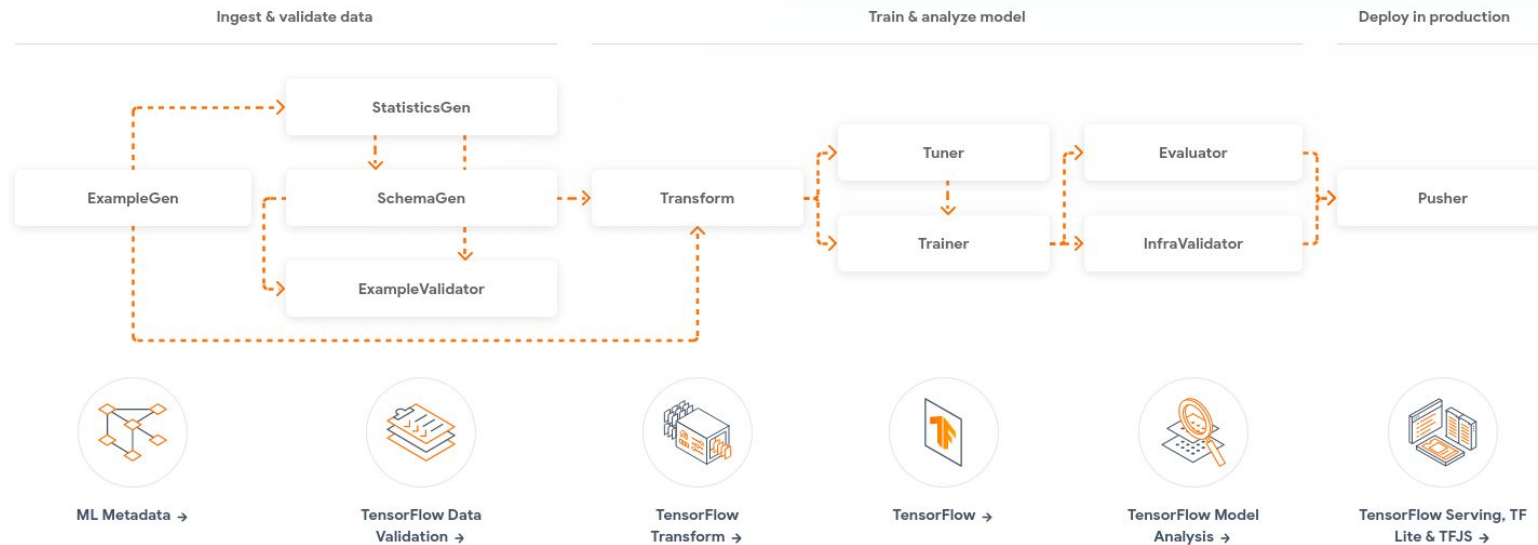 Ingest & validate data
Train & analyze model
Deploy in production
StatisticsGen
Tuner
Evaluator
ExampleGen
SchemaGen
Transform
Pusher
Trainer
InfraValidator
ExampleValidator
ML Metadata →
TensorFlow Data
Validation →
TensorFlow
Transform →
TensorFlow →
TensorFlow Model
Analysis →
TensorFlow Serving, TF
Lite & TFJS →